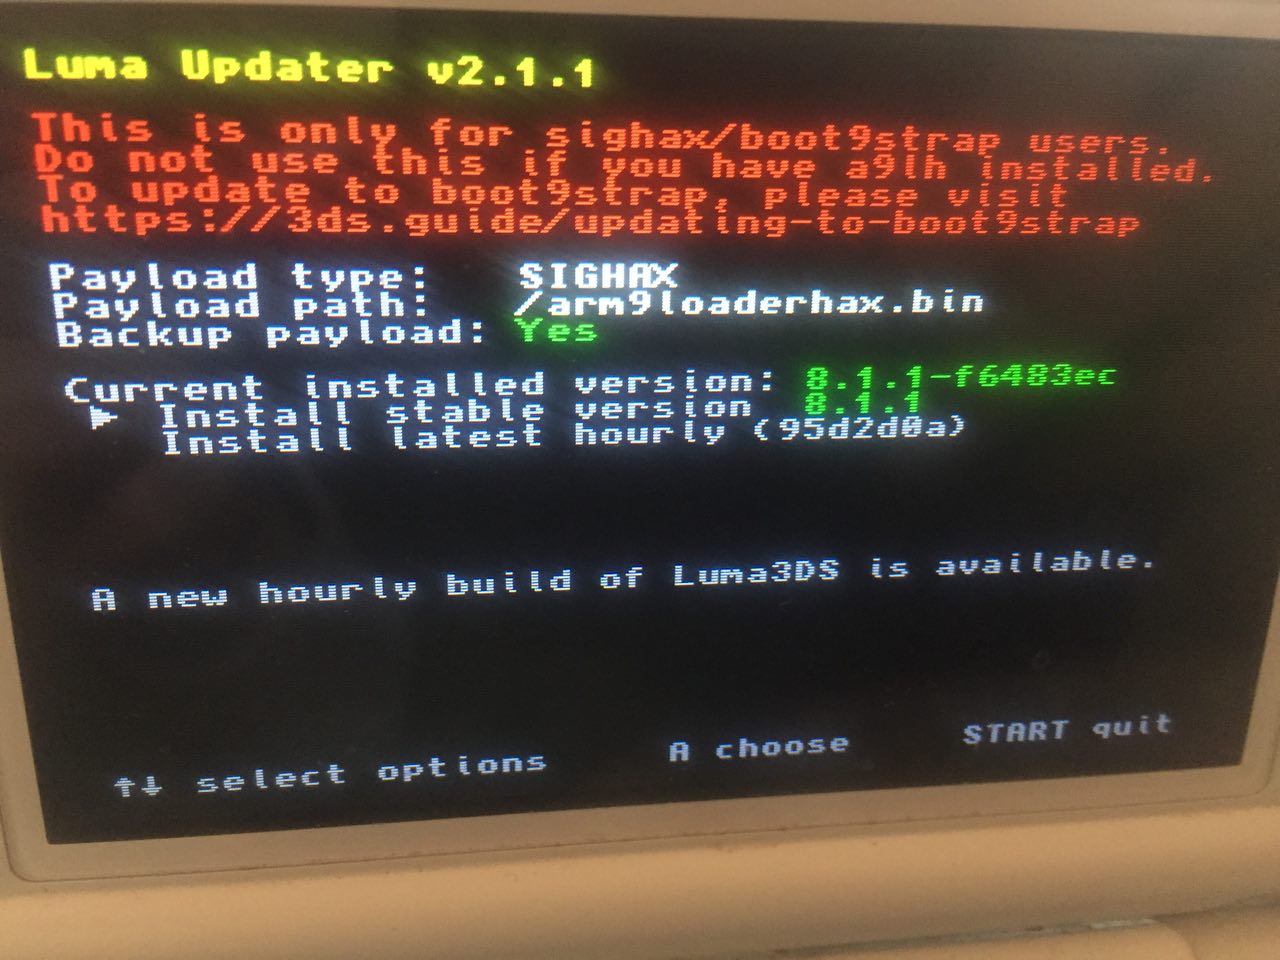 Luma Updater v2.1.1
This is only for sighax/boot9strap users.
Do not use this if you have a9lh installed.
To update to boot9strap, please visit
https://3ds.guide/updating-to-boot9strap
Payload type: SIGHAX
Payload path: /arm9loaderhax.bin
Backup payload: Yes
Current installed version: 8.1.1-f6483ec
► Install stable version 8.1.1
Install latest hourly (95d2d0a)
A new hourly build of Luma3DS is available.
↑↓ select options A choose START quit